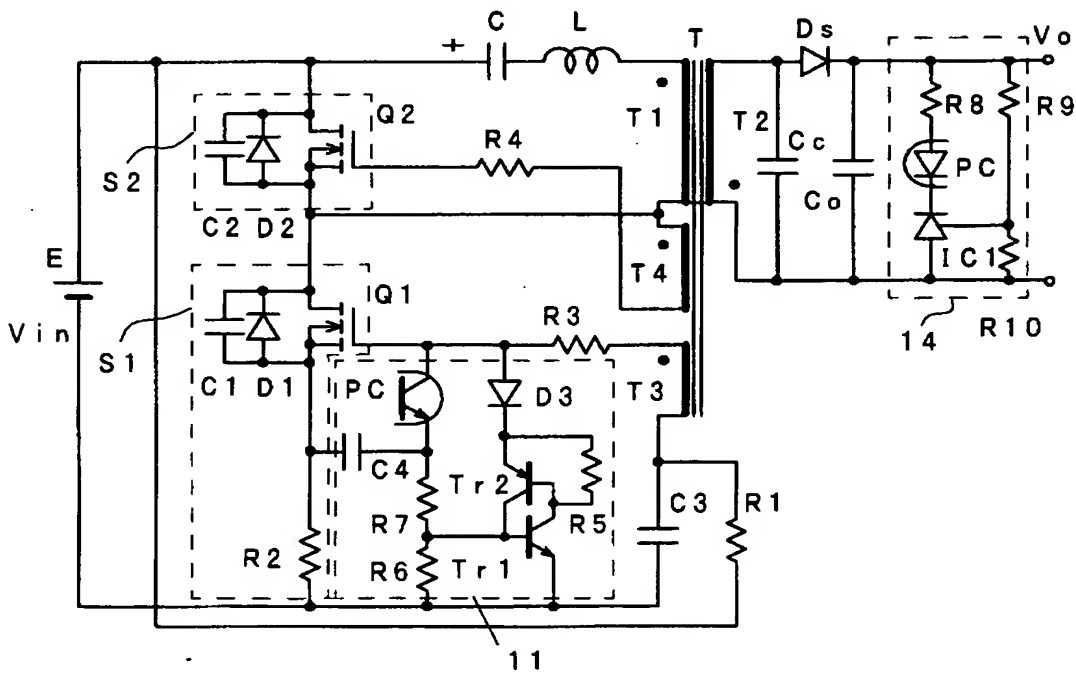 C L T Ds Vo
+
Q2 R8 R9
T1 T2
R4 Cc PC
S2
Co
C2 D2
E T4 IC1
Q1
Vin R3 14 R10
S1
C1 D1 PC D3 T3
C4 Tr2
C3 R1
R7 R5
R2 R6 Tr1
11